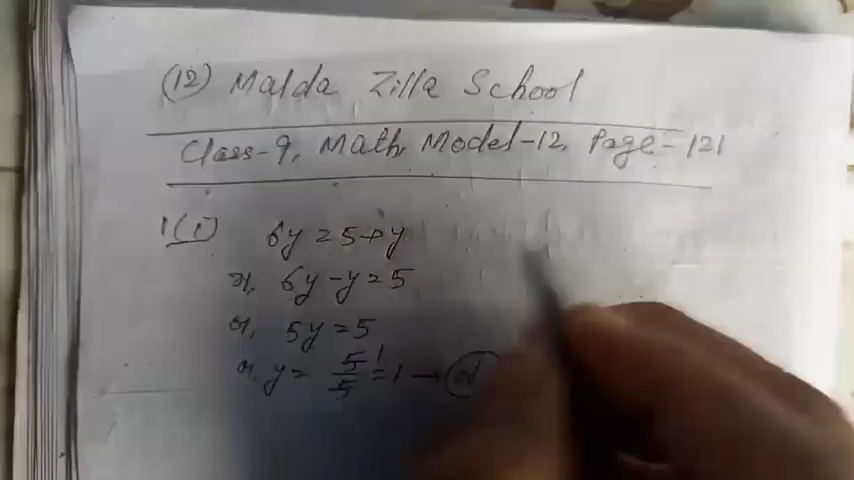 (12) Malda Zilla School
Class-9, Math Model-12, Page-121
1(i) 6y = 5+y
বা, 6y - y = 5
বা, 5y = 5
বা, y = 5/5 = 1 →